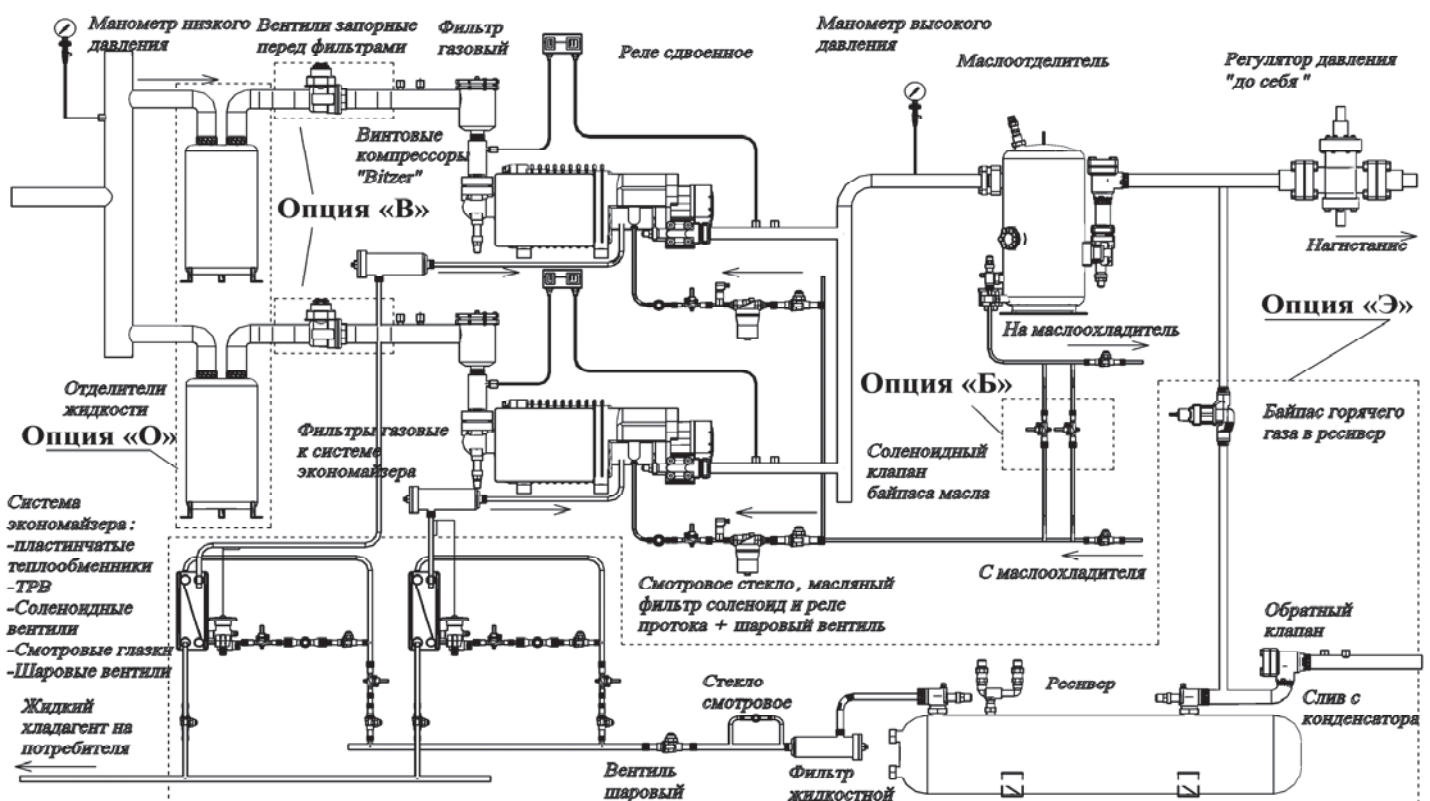 Манометр низкого
давления
Вентили запорные
перед фильтрами
Фильтр
газовый
Реле сдвоенное
Манометр высокого
давления
Маслоотделитель
Регулятор давления
"до себя "
Винтовые
компрессоры
"Bitzer"
Опция «В»
Нагнетание
Опция «Э»
На маслоохладитель
Отделители
жидкости
Опция «О»
Опция «Б»
Байпас горячего
газа в ресивер
Фильтры газовые
к системе
экономайзера
Соленоидный
клапан
байпаса масла
Система
экономайзера :
-пластинчатые
теплообменники
-ТРВ
-Соленоидные
вентили
-Смотровые глазки
-Шаровые вентили
С маслоохладителя
Смотровое стекло , масляный
фильтр соленоид и реле
протока + шаровый вентиль
Обратный
клапан
Стекло
смотровое
Ресивер
Слив с
конденсатора
Жидкий
хладагент на
потребителя
Вентиль
шаровый
Фильтр
жидкостной